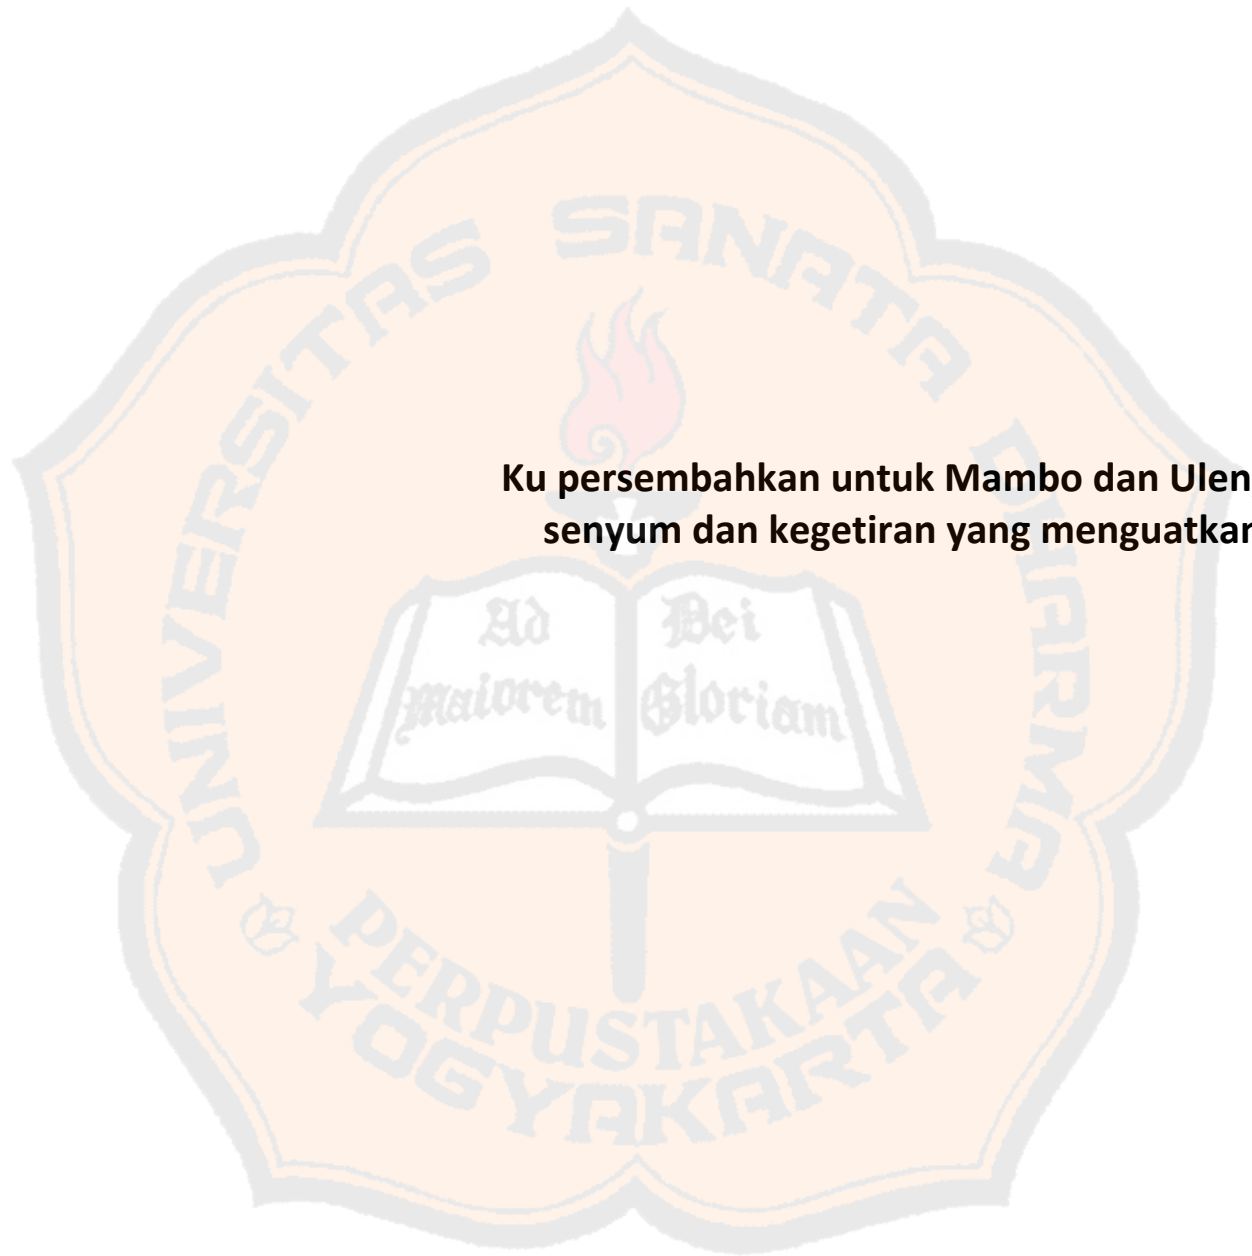 UNIVERSITAS SANATA DHARMA
Ku persembahkan untuk Mambo dan Ulen
senyum dan kegetiran yang menguatkan
Ad Dei
maiorem Gloriam
PERPUSTAKAAN
YOGYAKARTA